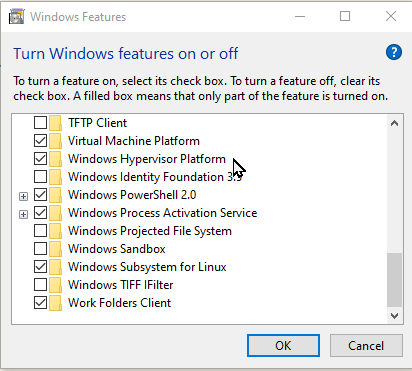 Windows Features
Turn Windows features on or off
To turn a feature on, select its check box. To turn a feature off, clear its
check box. A filled box means that only part of the feature is turned on.
TFTP Client
Virtual Machine Platform
Windows Hypervisor Platform
Windows Identity Foundation 3.5
Windows PowerShell 2.0
Windows Process Activation Service
Windows Projected File System
Windows Sandbox
Windows Subsystem for Linux
Windows TIFF IFilter
Work Folders Client
OK
Cancel